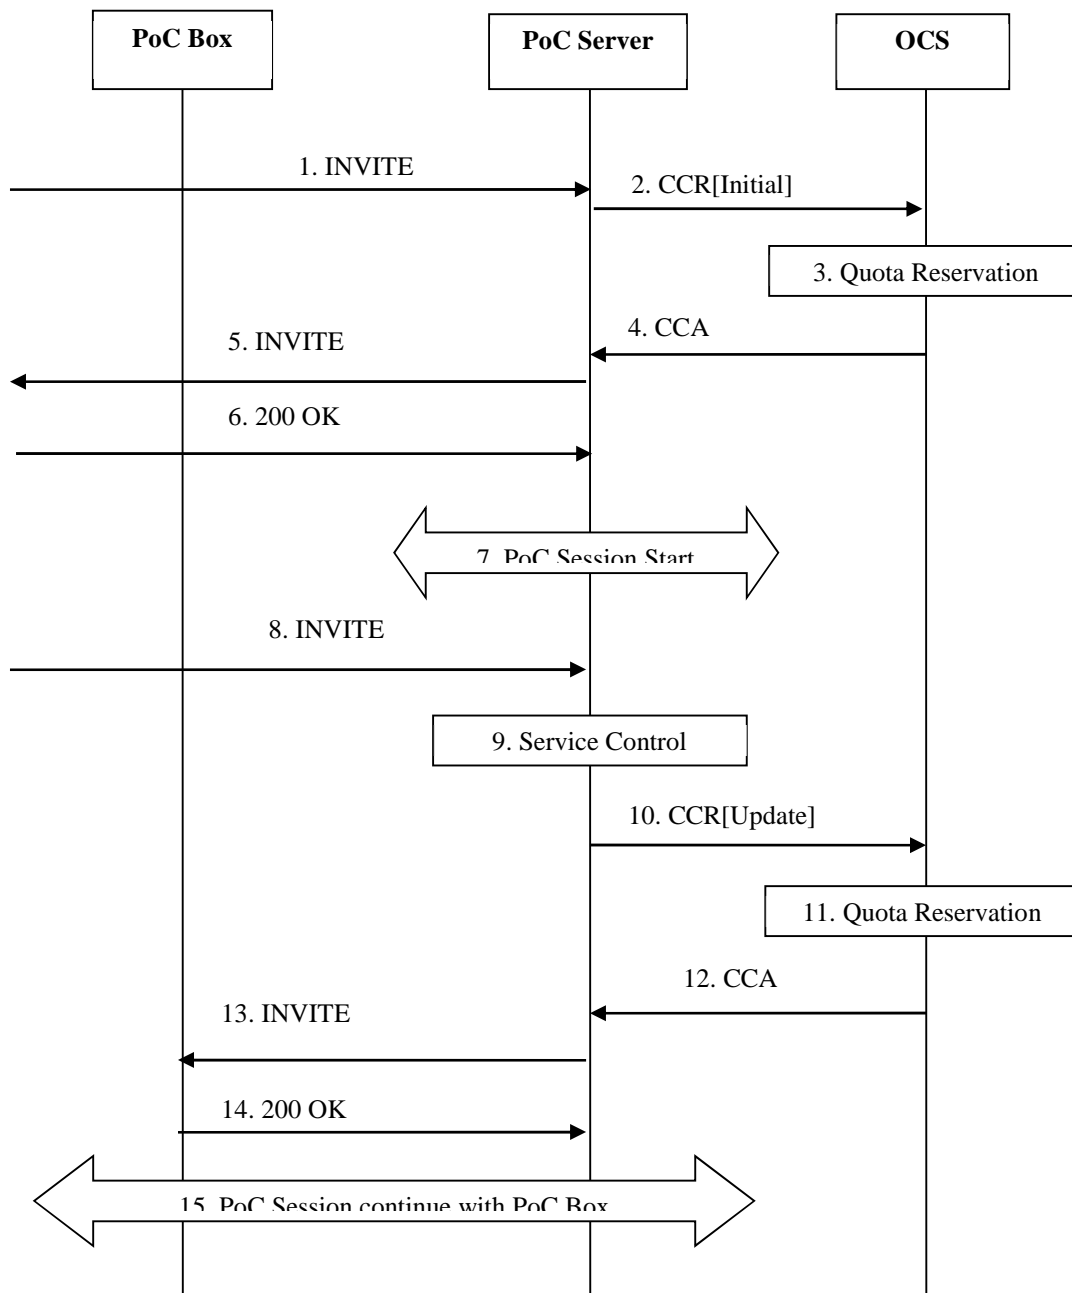 PoC Box
PoC Server
OCS
1. INVITE
2. CCR[Initial]
3. Quota Reservation
4. CCA
5. INVITE
6. 200 OK
7. PoC Session Start
8. INVITE
9. Service Control
10. CCR[Update]
11. Quota Reservation
12. CCA
13. INVITE
14. 200 OK
15. PoC Session continue with PoC Box